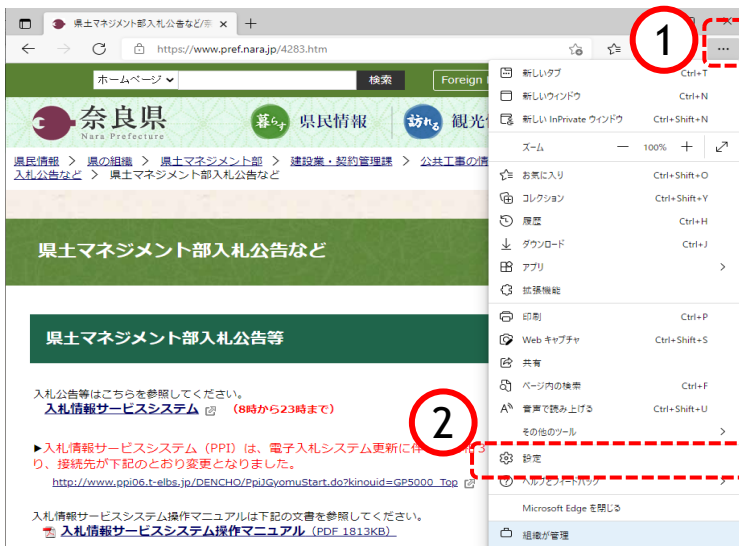 県土マネジメント部入札公告など/奈
https://www.pref.nara.jp/4283.htm
1
ホームページ
検索
Foreign
奈良県
Nara Prefecture
暮らす 県民情報
訪れる 観光
県民情報 > 県の組織 > 県土マネジメント部 > 建設業・契約管理課 > 公共工事の情
入札公告など > 県土マネジメント部入札公告など
県土マネジメント部入札公告など
県土マネジメント部入札公告等
入札公告等はこちらを参照してください。
入札情報サービスシステム (8時から23時まで)
▶入札情報サービスシステム(PPI)は、電子入札システム更新に伴
り、接続先が下記のとおり変更となりました。
http://www.ppi06.t-elbs.jp/DENCHO/PpiJGyomuStart.do?kinouid=GP5000_Top
入札情報サービスシステム操作マニュアルは下記の文書を参照してください。
入札情報サービスシステム操作マニュアル(PDF 1813KB)
新しいタブ Ctrl+T
新しいウィンドウ Ctrl+N
新しい InPrivate ウィンドウ Ctrl+Shift+N
ズーム — 100% +
お気に入り Ctrl+Shift+O
コレクション Ctrl+Shift+Y
履歴 Ctrl+H
ダウンロード Ctrl+J
アプリ >
拡張機能
印刷 Ctrl+P
Web キャプチャ Ctrl+Shift+S
共有
ページ内の検索 Ctrl+F
音声で読み上げる Ctrl+Shift+U
その他のツール >
2
設定
ヘルプとフィードバック >
Microsoft Edge を閉じる
組織が管理